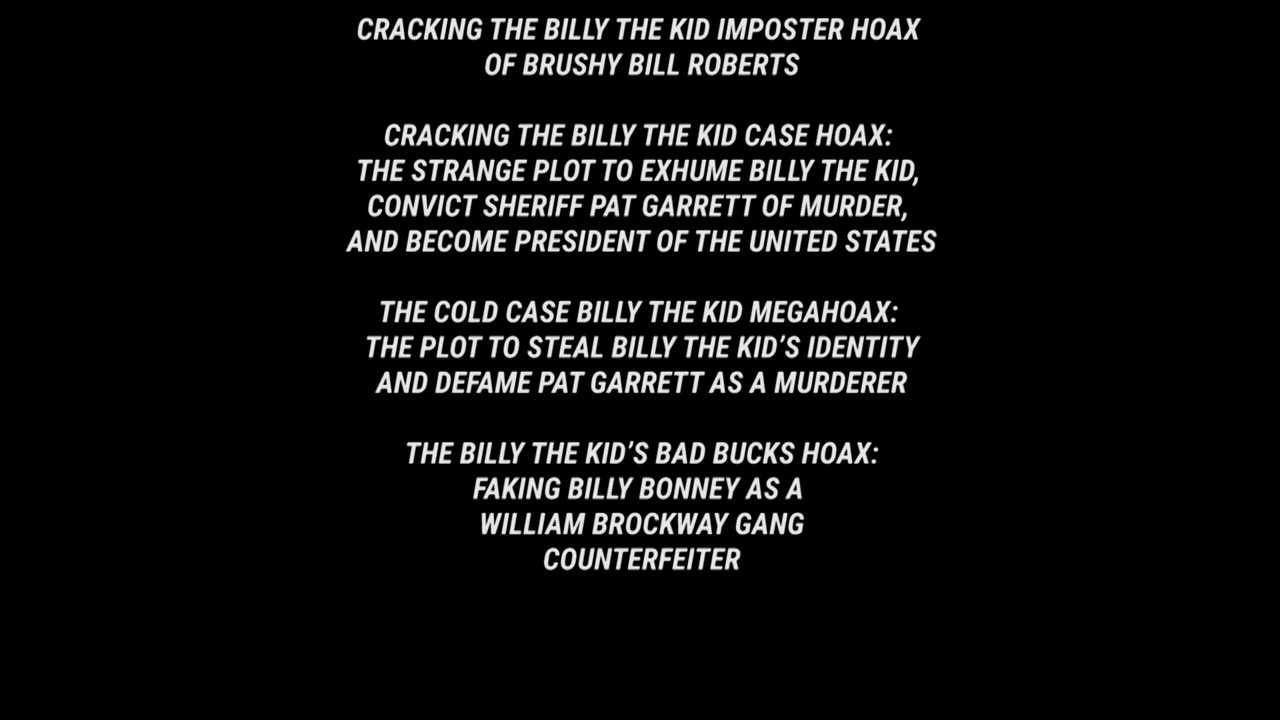 CRACKING THE BILLY THE KID IMPOSTER HOAX
OF BRUSHY BILL ROBERTS
CRACKING THE BILLY THE KID CASE HOAX:
THE STRANGE PLOT TO EXHUME BILLY THE KID,
CONVICT SHERIFF PAT GARRETT OF MURDER,
AND BECOME PRESIDENT OF THE UNITED STATES
THE COLD CASE BILLY THE KID MEGAHOAX:
THE PLOT TO STEAL BILLY THE KID’S IDENTITY
AND DEFAME PAT GARRETT AS A MURDERER
THE BILLY THE KID’S BAD BUCKS HOAX:
FAKING BILLY BONNEY AS A
WILLIAM BROCKWAY GANG
COUNTERFEITER